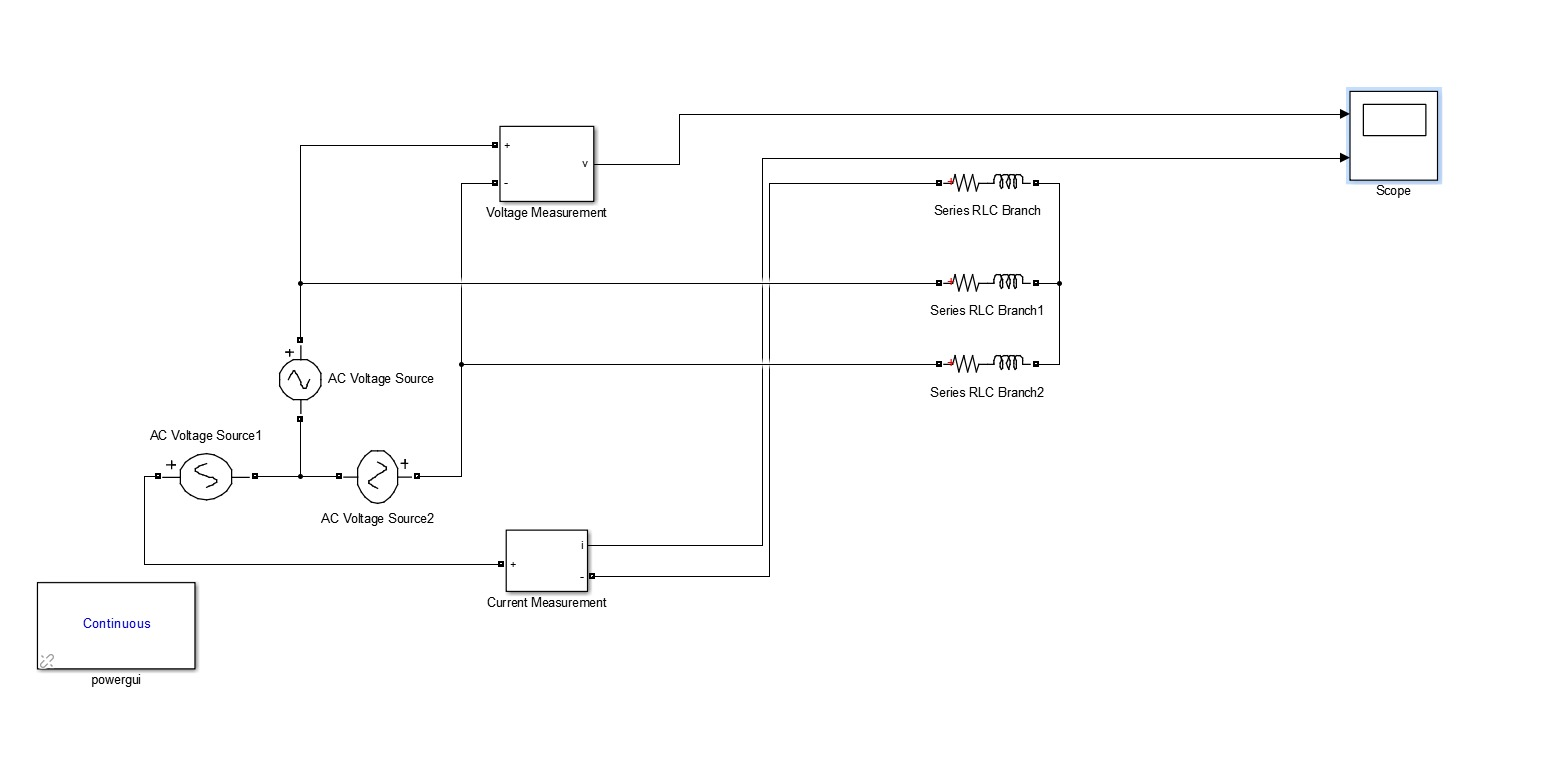 +
v
-
Voltage Measurement
Scope
+
Series RLC Branch
+
Series RLC Branch1
+
AC Voltage Source
+
Series RLC Branch2
AC Voltage Source1
+
+
AC Voltage Source2
i
+
-
Current Measurement
Continuous
powergui